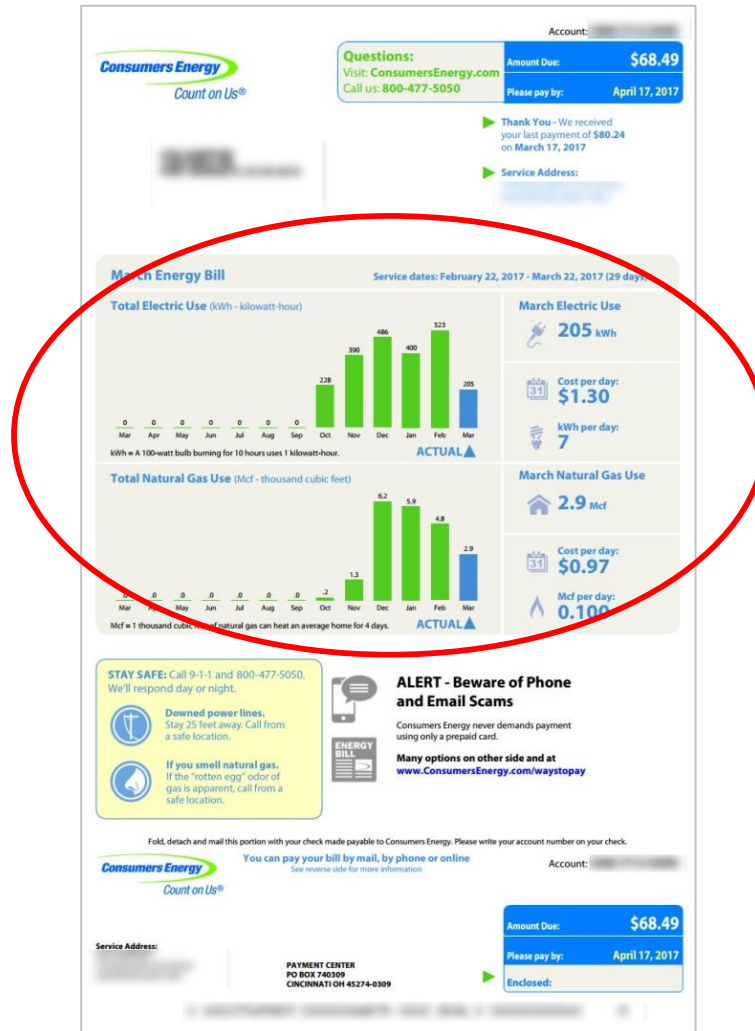 Account:
Consumers Energy
Count on Us®
Questions:
Visit: ConsumersEnergy.com
Call us: 800-477-5050
Amount Due: $68.49
Please pay by: April 17, 2017
Thank You - We received
your last payment of $80.24
on March 17, 2017
Service Address:
March Energy Bill
Service dates: February 22, 2017 - March 22, 2017 (29 days)
Total Electric Use (kWh - kilowatt-hour)
0 0 0 0 0 0 0 228 390 486 400 523 205
Mar Apr May Jun Jul Aug Sep Oct Nov Dec Jan Feb Mar
kWh = A 100-watt bulb burning for 10 hours uses 1 kilowatt-hour.
ACTUAL
March Electric Use
205 kWh
31
Cost per day:
$1.30
kWh per day:
7
Total Natural Gas Use (Mcf - thousand cubic feet)
.0 .0 .0 .0 .0 .0 .0 .2 1.3 6.2 5.9 4.8 2.9
Mar Apr May Jun Jul Aug Sep Oct Nov Dec Jan Feb Mar
Mcf = 1 thousand cubic feet of natural gas can heat an average home for 4 days.
ACTUAL
March Natural Gas Use
2.9 Mcf
31
Cost per day:
$0.97
Mcf per day:
0.100
STAY SAFE: Call 9-1-1 and 800-477-5050.
We'll respond day or night.
Downed power lines.
Stay 25 feet away. Call from
a safe location.
If you smell natural gas.
If the "rotten egg" odor of
gas is apparent, call from a
safe location.
ENERGY
BILL
ALERT - Beware of Phone
and Email Scams
Consumers Energy never demands payment
using only a prepaid card.
Many options on other side and at
www.ConsumersEnergy.com/waystopay
Fold, detach and mail this portion with your check made payable to Consumers Energy. Please write your account number on your check.
Consumers Energy
Count on Us®
You can pay your bill by mail, by phone or online
See reverse side for more information
Account:
Amount Due: $68.49
Please pay by: April 17, 2017
Enclosed:
Service Address:
PAYMENT CENTER
PO BOX 740309
CINCINNATI OH 45274-0309